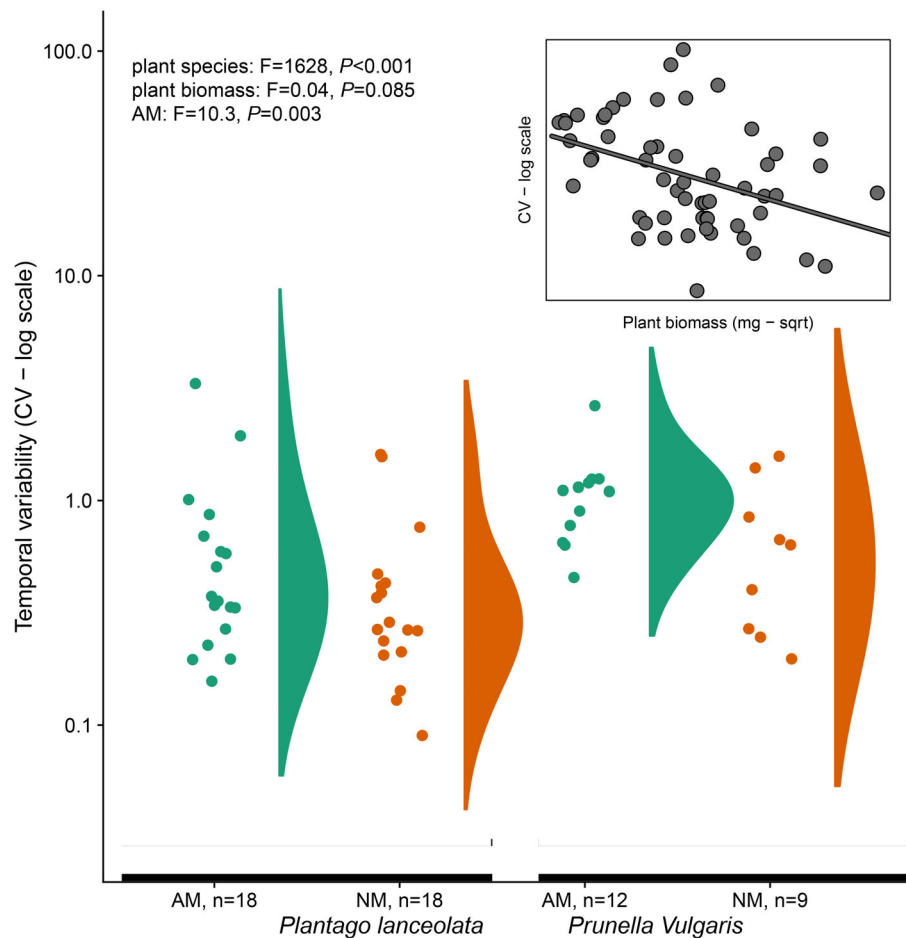 100.0
10.0
1.0
0.1
Temporal variability (CV − log scale)
plant species: F=1628, P<0.001
plant biomass: F=0.04, P=0.085
AM: F=10.3, P=0.003
CV − log scale
Plant biomass (mg − sqrt)
AM, n=18
NM, n=18
AM, n=12
NM, n=9
Plantago lanceolata
Prunella Vulgaris